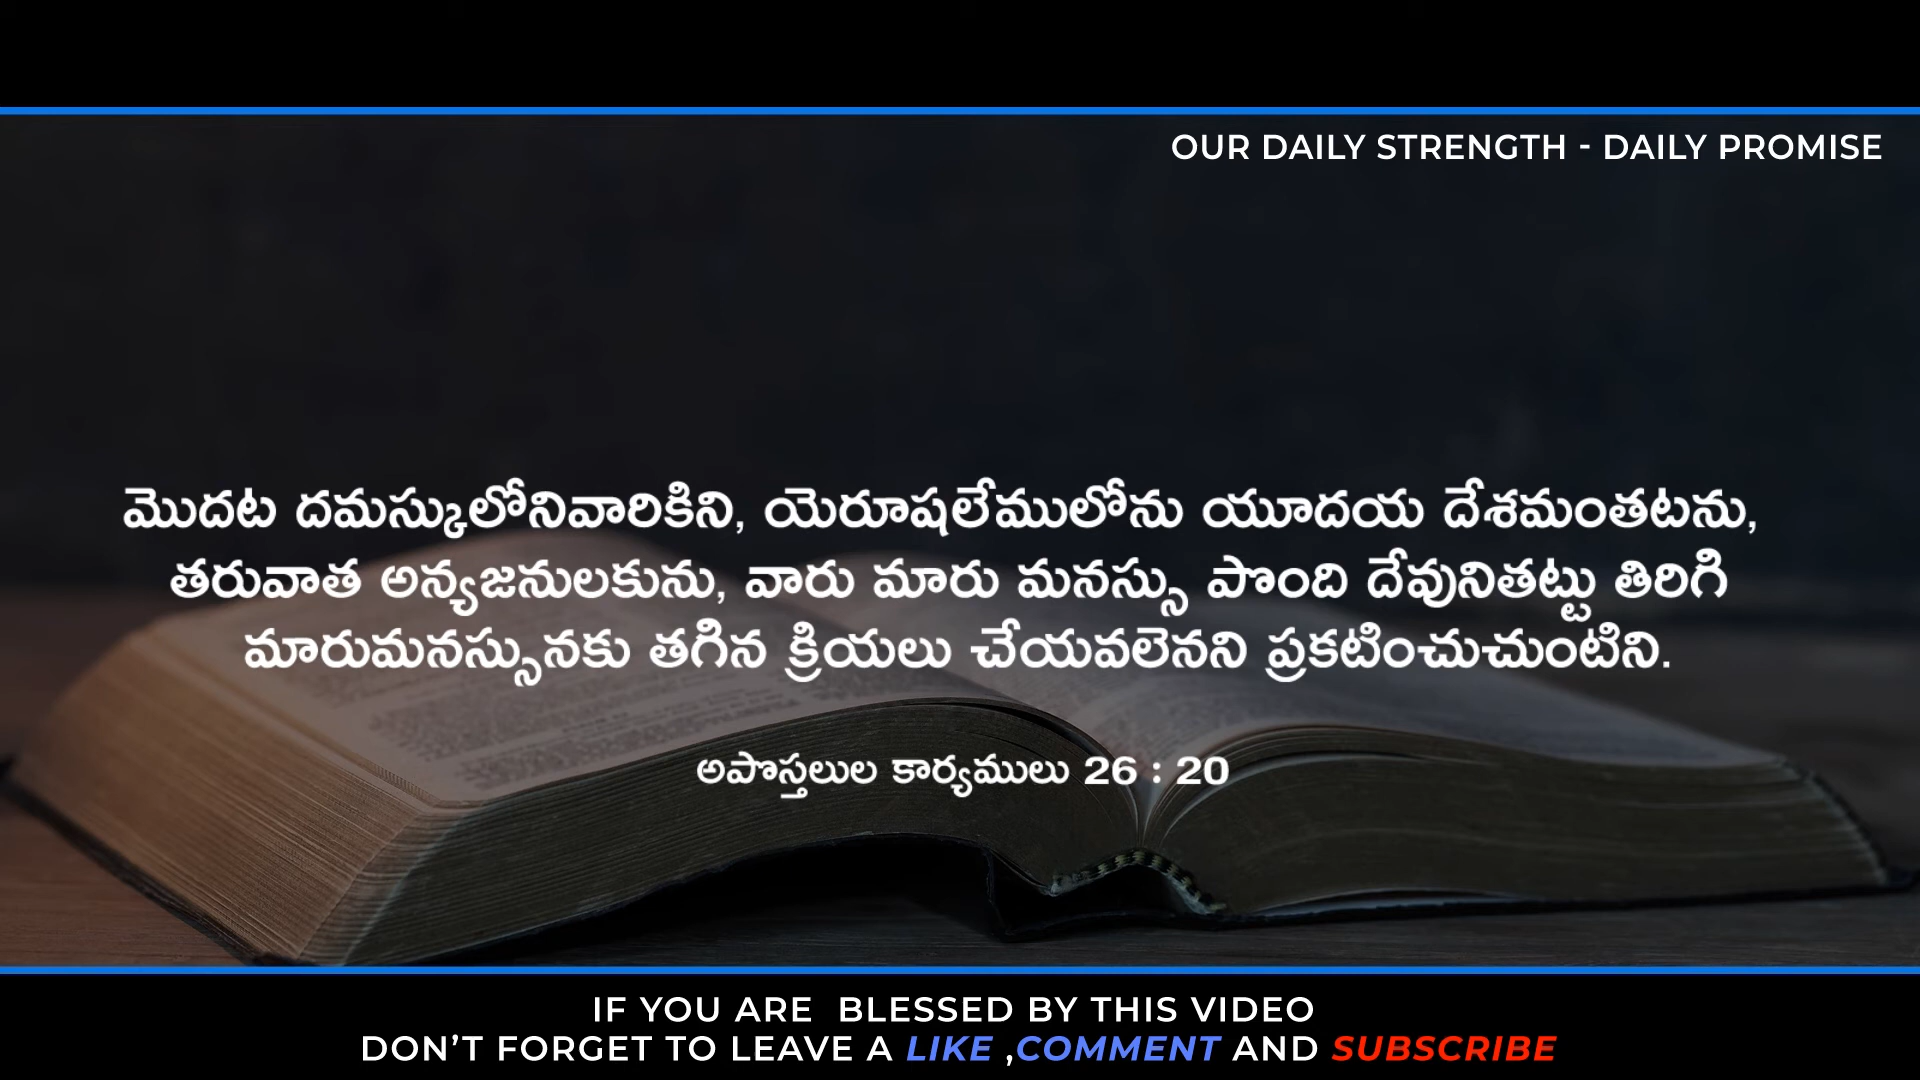 OUR DAILY STRENGTH - DAILY PROMISE
మొదట దమస్కులోనివారికిని, యెరూషలేములోను యూదయ దేశమంతటను,
తరువాత అన్యజనులకును, వారు మారు మనస్సు పొంది దేవునితట్టు తిరిగి
మారుమనస్సునకు తగిన క్రియలు చేయవలెనని ప్రకటించుచుంటిని.
అపొస్తలుల కార్యములు 26 : 20
IF YOU ARE BLESSED BY THIS VIDEO
DON’T FORGET TO LEAVE A LIKE ,COMMENT AND SUBSCRIBE